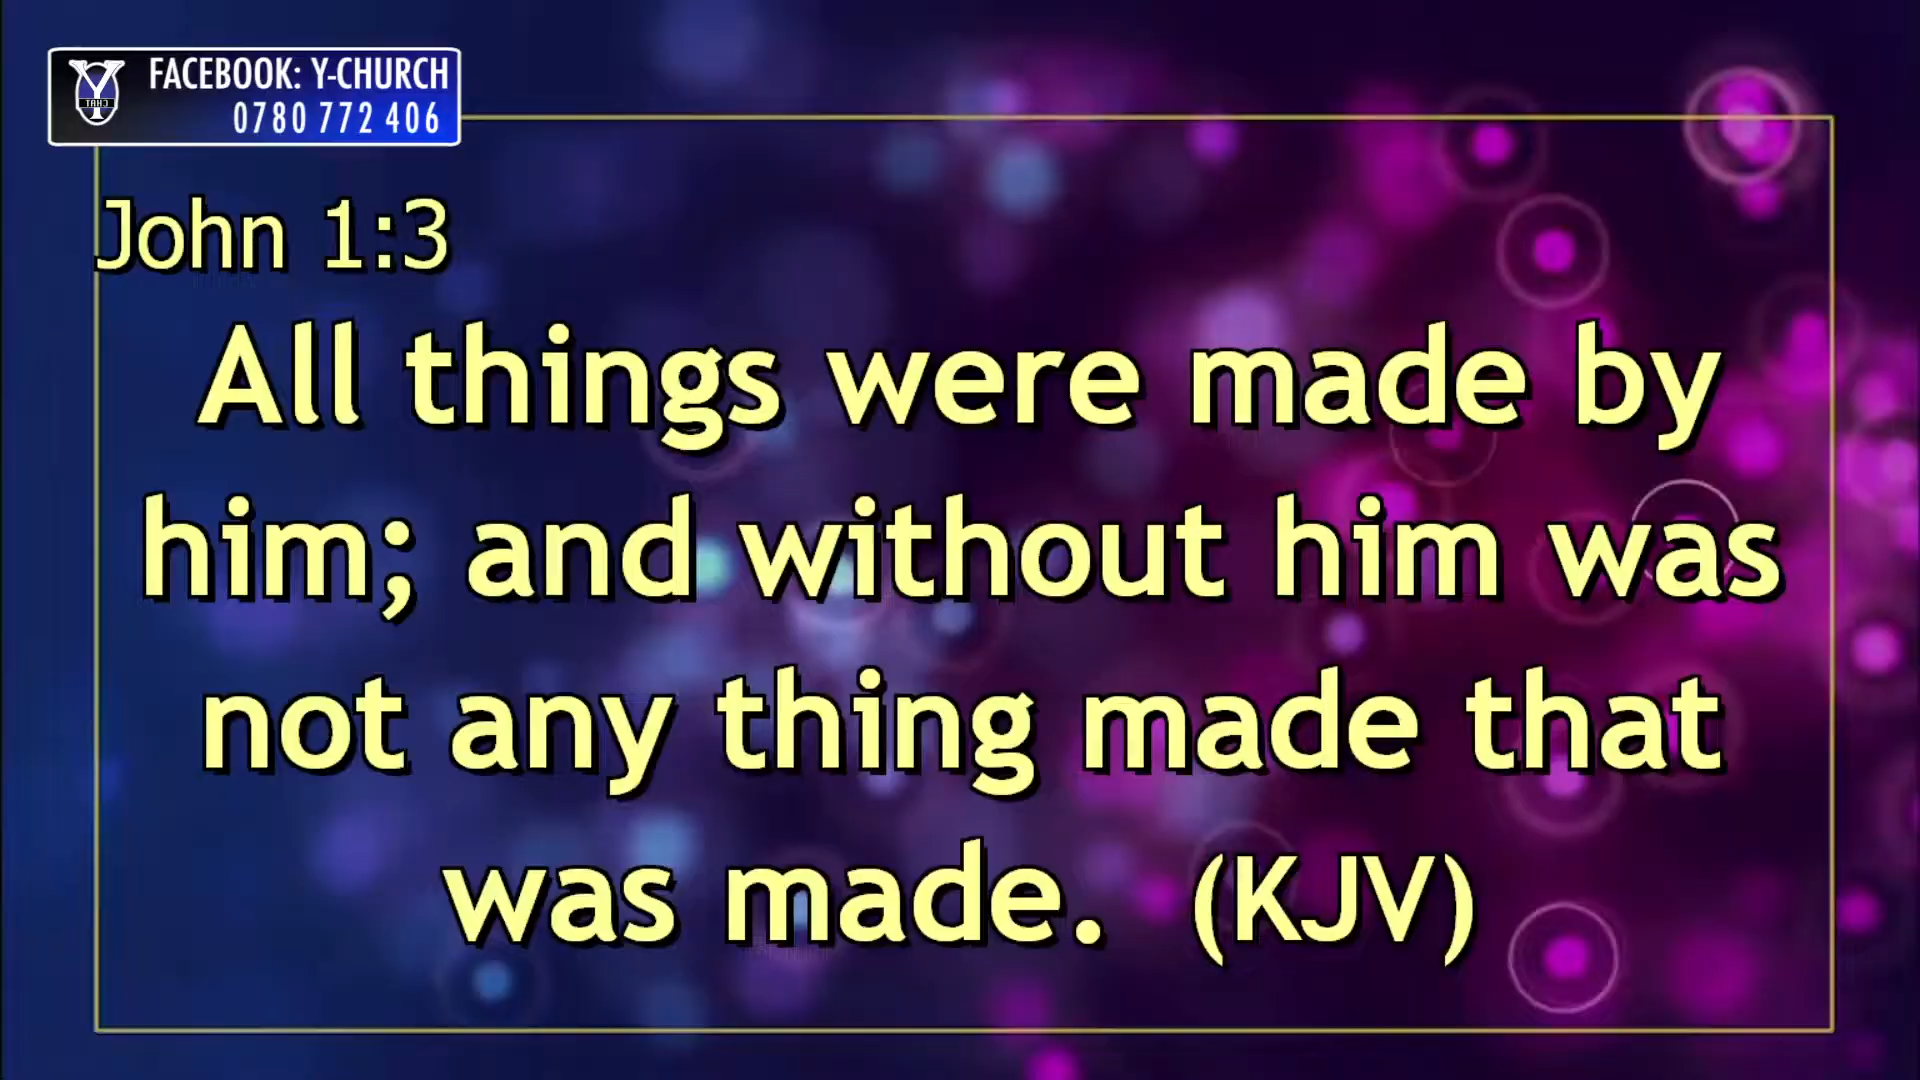 FACEBOOK: Y-CHURCH
0780 772 406
John 1:3
All things were made by
him; and without him was
not any thing made that
was made. (KJV)